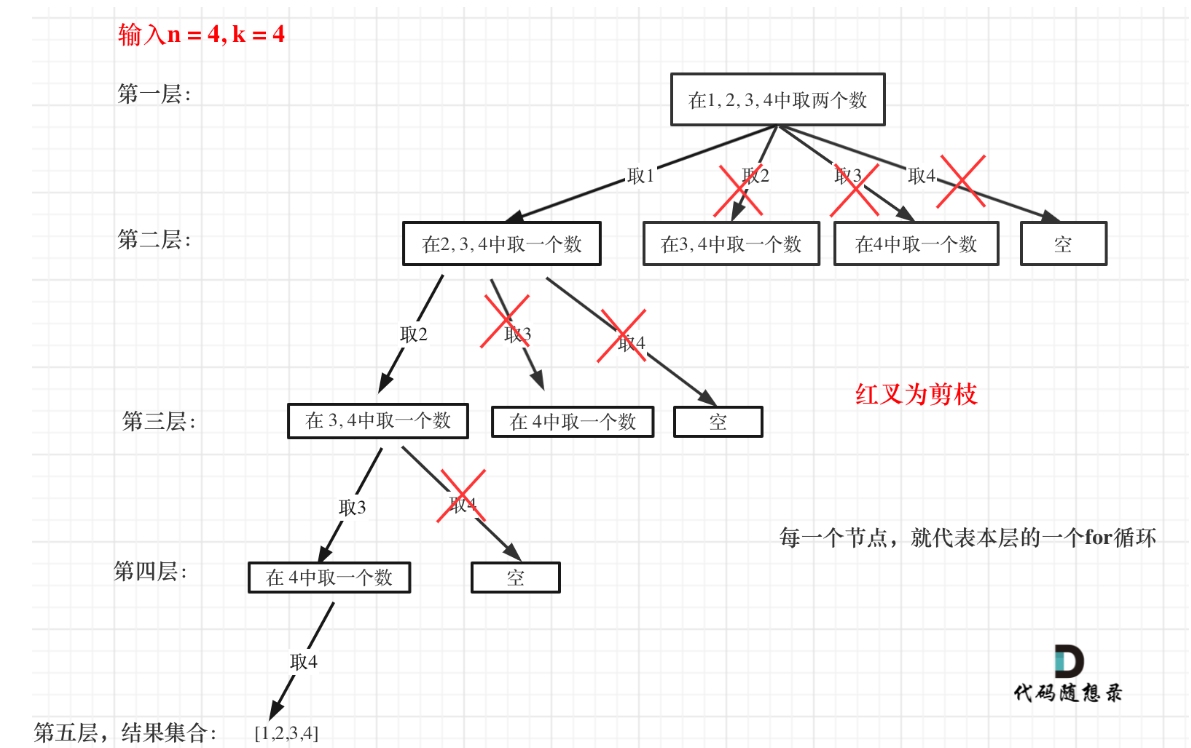 输入n = 4, k = 4
第一层：
在1, 2, 3, 4中取两个数
取1
取2
取3
取4
第二层：
在2, 3, 4中取一个数
在3, 4中取一个数
在4中取一个数
空
取2
取3
取4
红叉为剪枝
第三层：
在 3, 4中取一个数
在 4中取一个数
空
取3
取4
每一个节点，就代表本层的一个for循环
第四层：
在 4中取一个数
空
取4
代码随想录
第五层，结果集合：
[1,2,3,4]